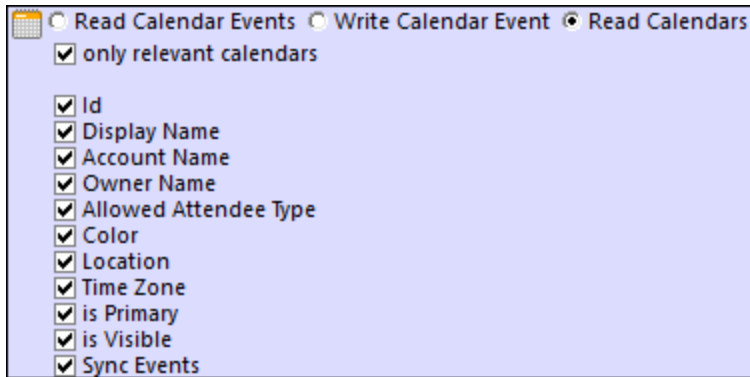 Read Calendar Events Write Calendar Event Read Calendars
only relevant calendars
Id
Display Name
Account Name
Owner Name
Allowed Attendee Type
Color
Location
Time Zone
is Primary
is Visible
Sync Events